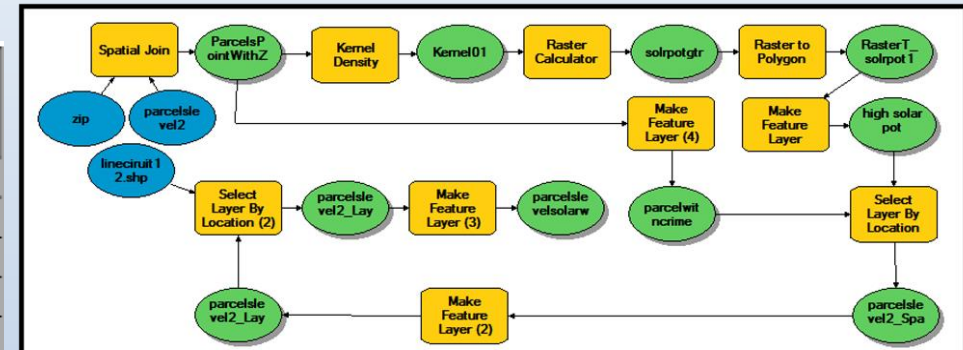 Spatial Join
ParcelsP
ointWithZ
Kernel
Density
Kernel01
Raster
Calculator
solrpotgtr
Raster to
Polygon
RasterT_
solrpot1
zip
parcelsle
vel2
Make
Feature
Layer (4)
Make
Feature
Layer
high solar
pot
lineciruit1
2.shp
Select
Layer By
Location (2)
parcelsle
vel2_Lay
Make
Feature
Layer (3)
parcelsle
velsolarw
parcelwit
ncrime
Select
Layer By
Location
parcelsle
vel2_Lay
Make
Feature
Layer (2)
parcelsle
vel2_Spa